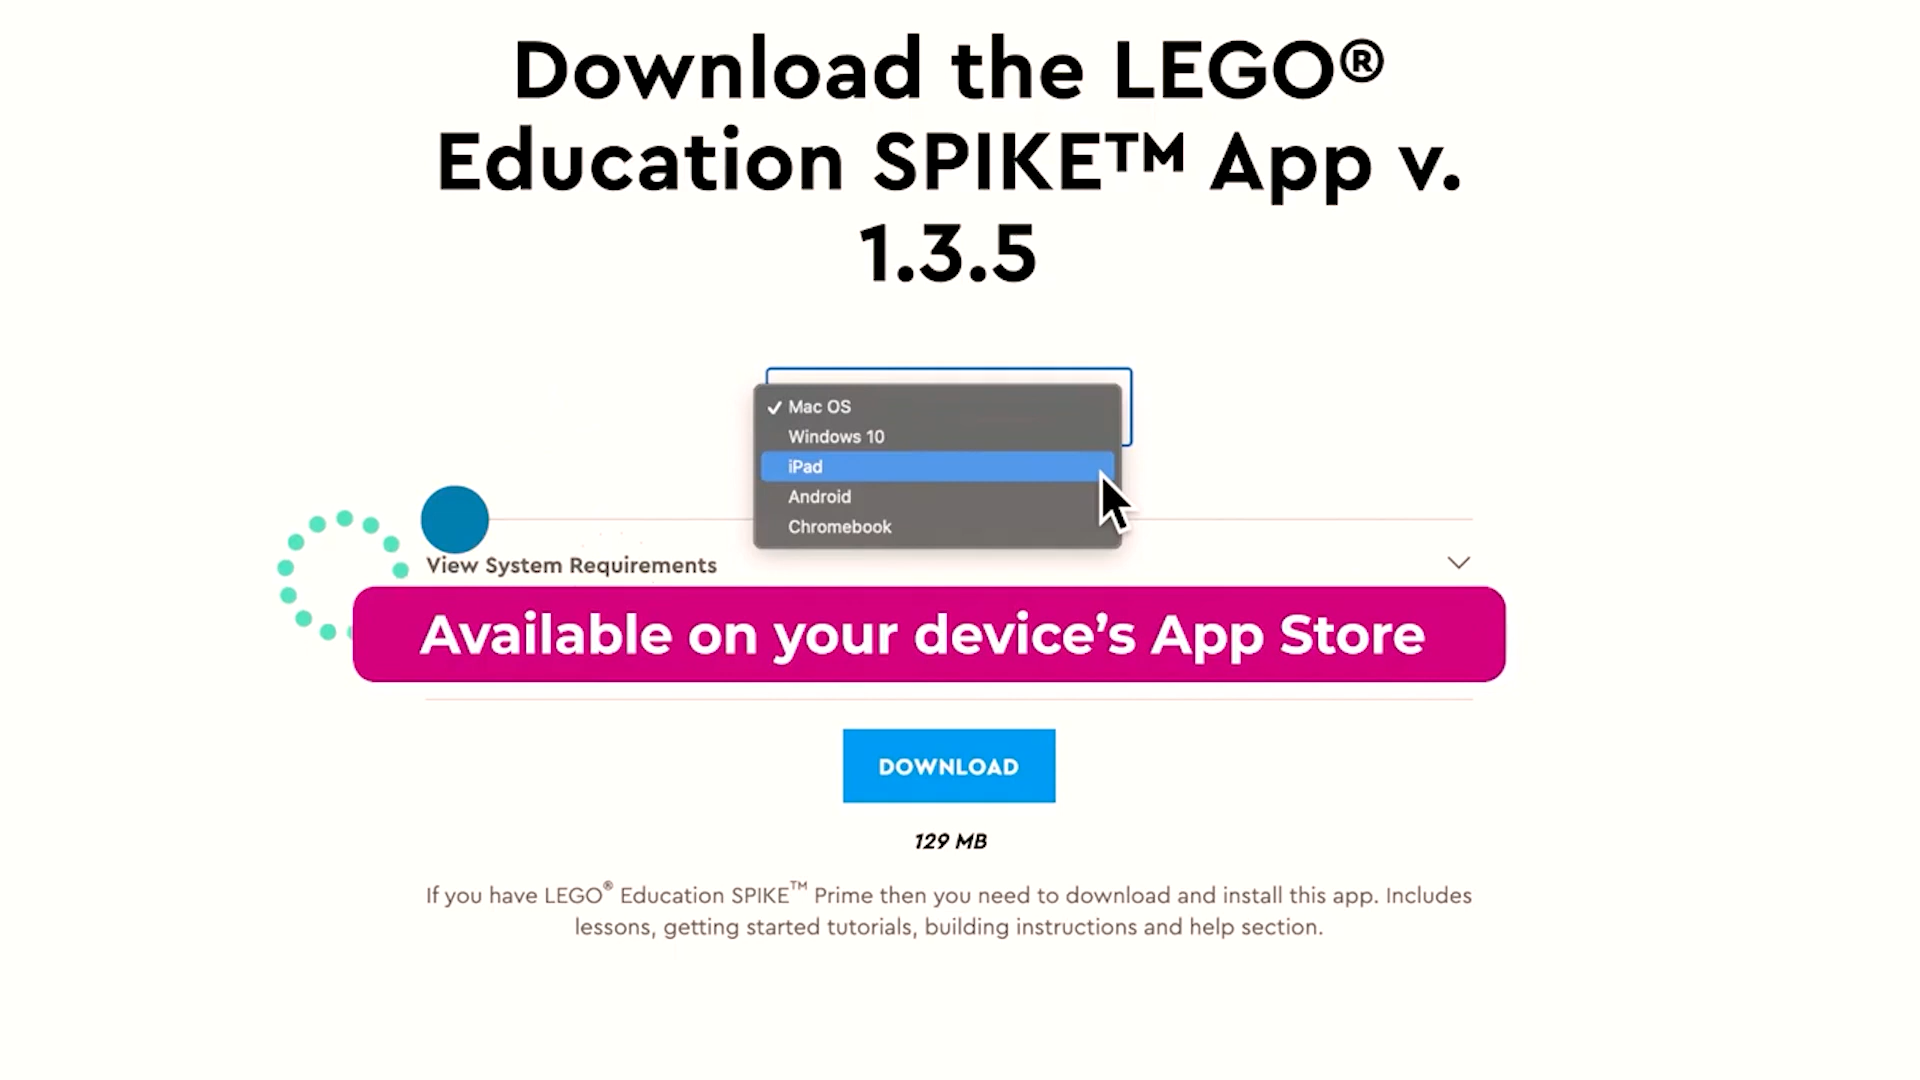 Download the LEGO®
Education SPIKE™ App v.
1.3.5
✓ Mac OS
Windows 10
iPad
Android
Chromebook
View System Requirements
Available on your device’s App Store
DOWNLOAD
129 MB
If you have LEGO® Education SPIKE™ Prime then you need to download and install this app. Includes
lessons, getting started tutorials, building instructions and help section.